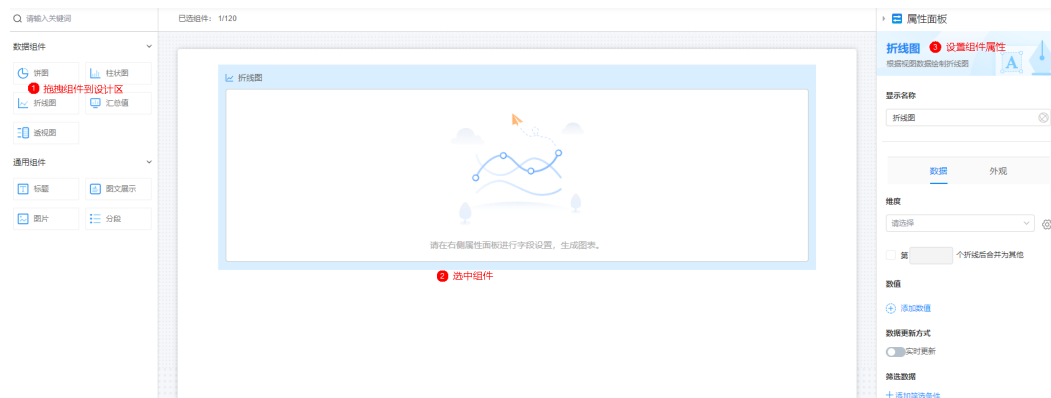 请输入关键词
已选组件： 1/120
属性面板
数据组件
饼图
柱状图
1 拖拽组件到设计区
折线图
汇总值
透视图
通用组件
标题
图文展示
图片
分段
折线图
请在右侧属性面板进行字段设置，生成图表。
2 选中组件
折线图
3 设置组件属性
根据视图数据绘制折线图
A
显示名称
折线图
数据
外观
维度
请选择
第 个折线后合并为其他
数值
添加数值
数据更新方式
实时更新
筛选数据
添加筛选条件